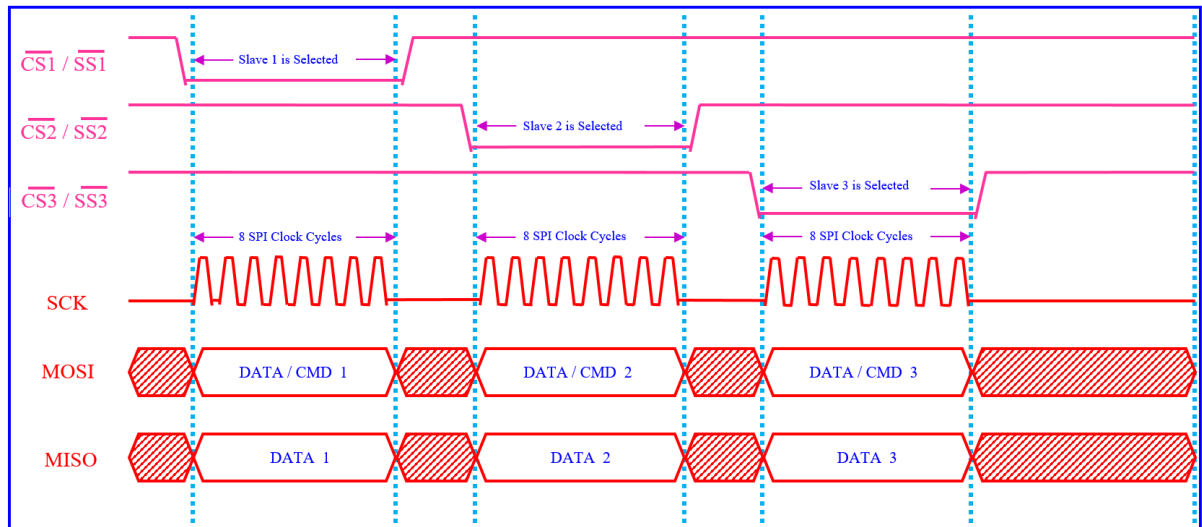 CS1 / SS1
Slave 1 is Selected
CS2 / SS2
Slave 2 is Selected
CS3 / SS3
Slave 3 is Selected
8 SPI Clock Cycles
8 SPI Clock Cycles
8 SPI Clock Cycles
SCK
MOSI
DATA / CMD 1
DATA / CMD 2
DATA / CMD 3
MISO
DATA 1
DATA 2
DATA 3